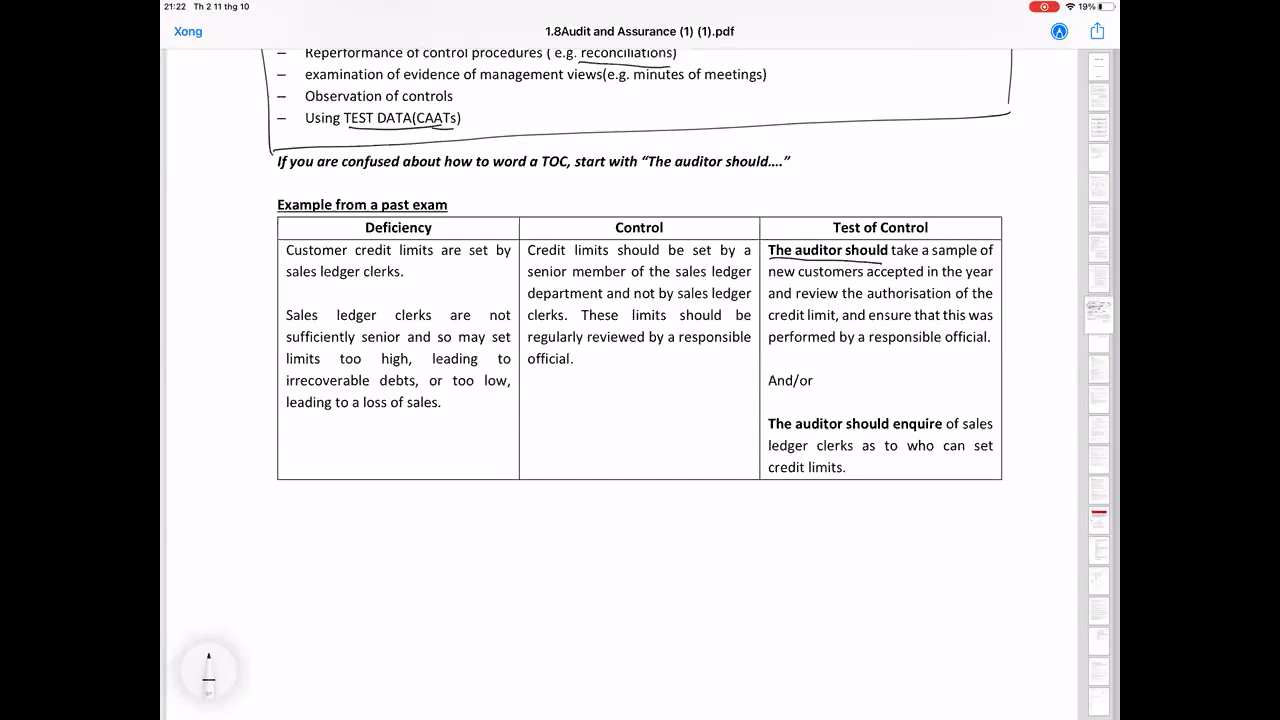 21:22 Th 2 11 thg 10
19%
Xong
1.8Audit and Assurance (1) (1).pdf
– Reperformance of control procedures ( e.g. reconciliations)
– examination of evidence of management views(e.g. minutes of meetings)
– Observation of controls
– Using TEST DATA(CAATs)
If you are confused about how to word a TOC, start with “The auditor should....”
Example from a past exam
Deficiency
Customer credit limits are set by
sales ledger clerks.
Sales ledger clerks are not
sufficiently senior and so may set
limits too high, leading to
irrecoverable debts, or too low,
leading to a loss of sales.
Control
Credit limits should be set by a
senior member of the sales ledger
department and not by sales ledger
clerks. These limits should be
regularly reviewed by a responsible
official.
Test of Control
The auditor should take a sample of
new customers accepted in the year
and review the authorisation of the
credit limit, and ensure that this was
performed by a responsible official.
And/or
The auditor should enquire of sales
ledger clerks as to who can set
credit limits.